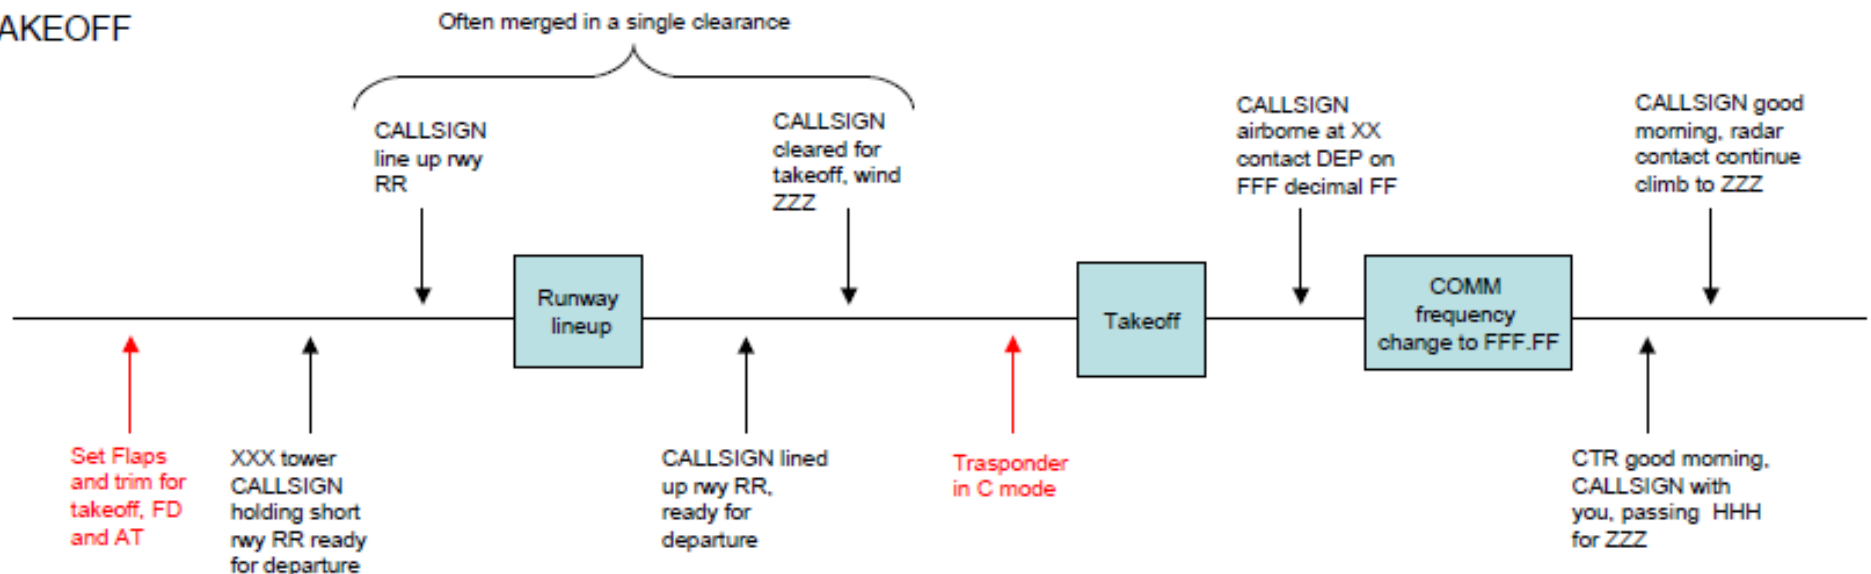 AKEOFF
Often merged in a single clearance
CALLSIGN
line up rwy
RR
CALLSIGN
cleared for
takeoff, wind
ZZZ
CALLSIGN
airborne at XX
contact DEP on
FFF decimal FF
CALLSIGN good
morning, radar
contact continue
climb to ZZZ
Runway
lineup
Takeoff
COMM
frequency
change to FFF.FF
Set Flaps
and trim for
takeoff, FD
and AT
XXX tower
CALLSIGN
holding short
rwy RR ready
for departure
CALLSIGN lined
up rwy RR,
ready for
departure
Trasponder
in C mode
CTR good morning,
CALLSIGN with
you, passing HHH
for ZZZ